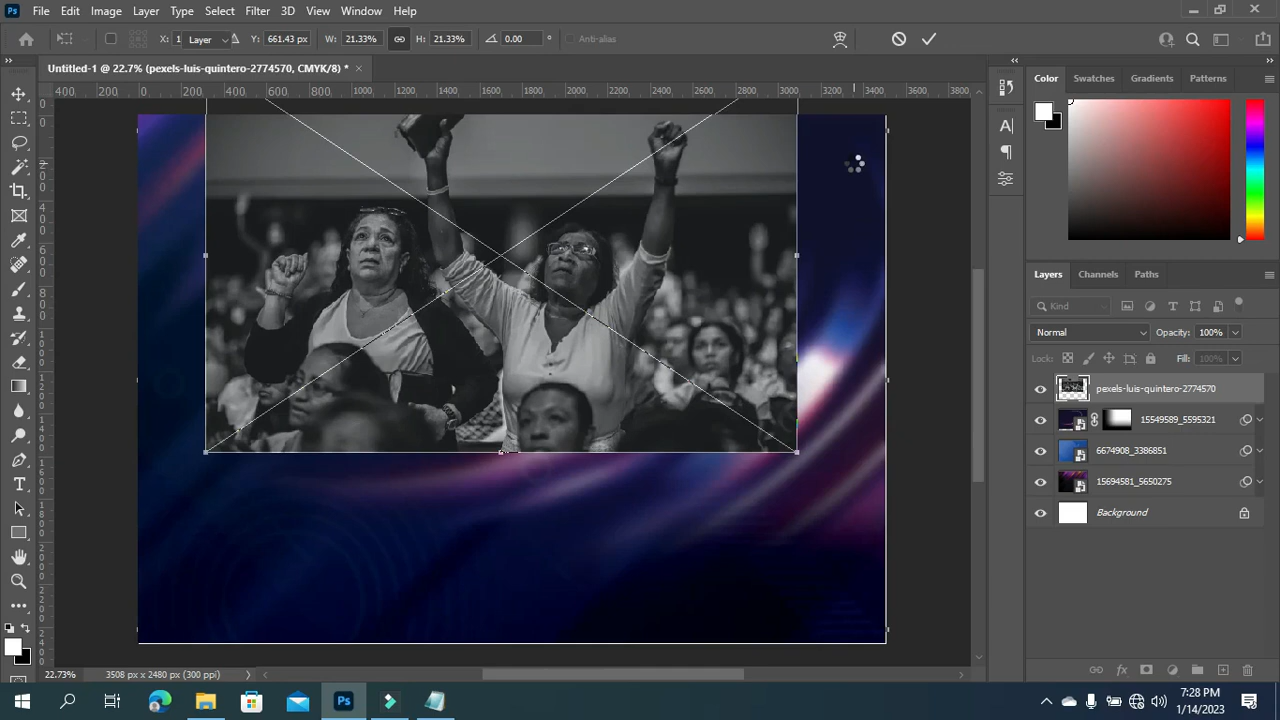 Ps File Edit Image Layer Type Select Filter 3D View Window Help
X: 1 Layer Y: 661.43 px W: 21.33% H: 21.33% 0.00 ° Anti-alias
Untitled-1 @ 22.7% (pexels-luis-quintero-2774570, CMYK/8) * ×
400 200 0 200 400 600 800 1000 1200 1400 1600 1800 2000 2200 2400 2600 2800 3000 3200 3400 3600 3800
Color Swatches Gradients Patterns
Layers Channels Paths
Kind
Normal Opacity: 100%
Lock: Fill: 100%
pexels-luis-quintero-2774570
15549589_5595321
6674908_3386851
15694581_5650275
Background
22.73% 3508 px x 2480 px (300 ppi)
7:28 PM
1/14/2023